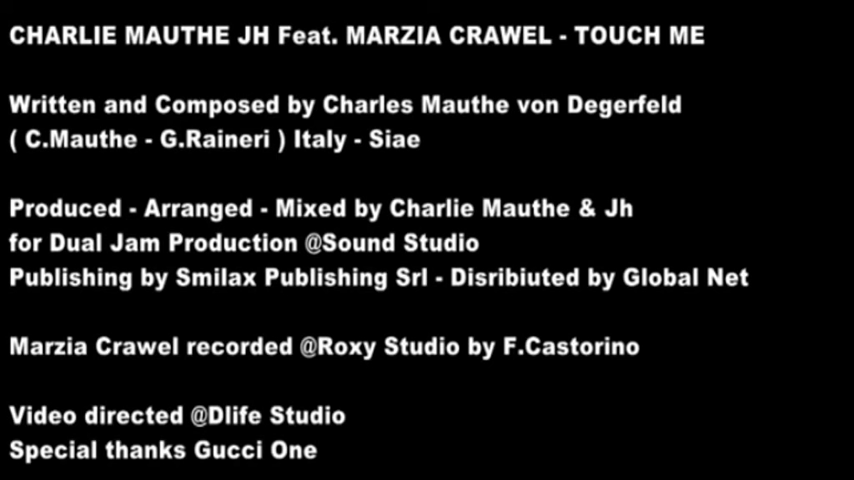 CHARLIE MAUTHE JH Feat. MARZIA CRAWEL - TOUCH ME
Written and Composed by Charles Mauthe von Degerfeld
( C.Mauthe - G.Raineri ) Italy - Siae
Produced - Arranged - Mixed by Charlie Mauthe & Jh
for Dual Jam Production @Sound Studio
Publishing by Smilax Publishing Srl - Disribiuted by Global Net
Marzia Crawel recorded @Roxy Studio by F.Castorino
Video directed @Dlife Studio
Special thanks Gucci One